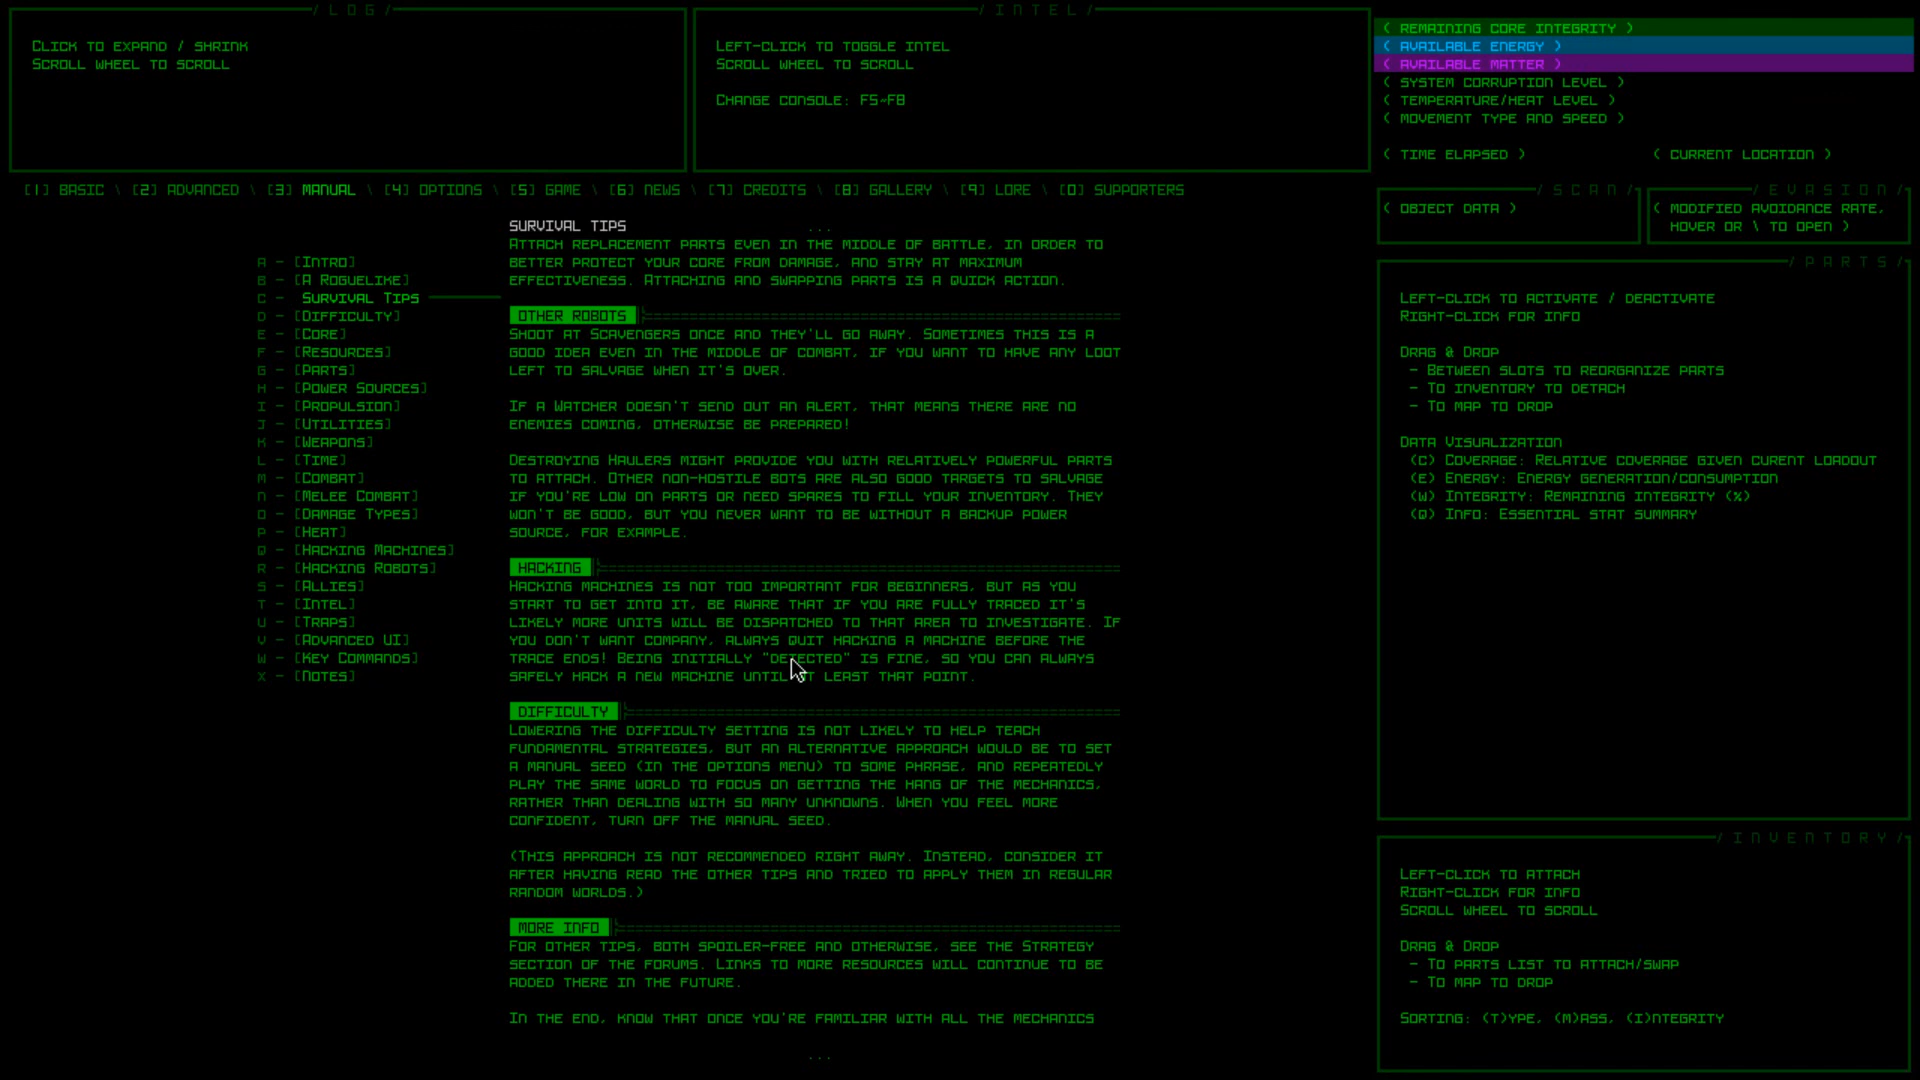 / L O G /
CLICK TO EXPAND / SHRINK
SCROLL WHEEL TO SCROLL
/ I N T E L /
LEFT-CLICK TO TOGGLE INTEL
SCROLL WHEEL TO SCROLL
CHANGE CONSOLE: F5-F8
( REMAINING CORE INTEGRITY )
( AVAILABLE ENERGY )
( AVAILABLE MATTER )
( SYSTEM CORRUPTION LEVEL )
( TEMPERATURE/HEAT LEVEL )
( MOVEMENT TYPE AND SPEED )
( TIME ELAPSED ) ( CURRENT LOCATION )
[1] BASIC \ [2] ADVANCED \ [3] MANUAL \ [4] OPTIONS \ [5] GAME \ [6] NEWS \ [7] CREDITS \ [8] GALLERY \ [9] LORE \ [0] SUPPORTERS
/ S C A N /
( OBJECT DATA )
/ E V A S I O N /
( MODIFIED AVOIDANCE RATE,
HOVER OR \ TO OPEN )
A - [INTRO]
B - [A ROGUELIKE]
C - SURVIVAL TIPS
D - [DIFFICULTY]
E - [CORE]
F - [RESOURCES]
G - [PARTS]
H - [POWER SOURCES]
I - [PROPULSION]
J - [UTILITIES]
K - [WEAPONS]
L - [TIME]
M - [COMBAT]
N - [MELEE COMBAT]
O - [DAMAGE TYPES]
P - [HEAT]
Q - [HACKING MACHINES]
R - [HACKING ROBOTS]
S - [ALLIES]
T - [INTEL]
U - [TRAPS]
V - [ADVANCED UI]
W - [KEY COMMANDS]
X - [NOTES]
SURVIVAL TIPS ...
ATTACH REPLACEMENT PARTS EVEN IN THE MIDDLE OF BATTLE, IN ORDER TO
BETTER PROTECT YOUR CORE FROM DAMAGE, AND STAY AT MAXIMUM
EFFECTIVENESS. ATTACHING AND SWAPPING PARTS IS A QUICK ACTION.
OTHER ROBOTS
SHOOT AT SCAVENGERS ONCE AND THEY'LL GO AWAY. SOMETIMES THIS IS A
GOOD IDEA EVEN IN THE MIDDLE OF COMBAT, IF YOU WANT TO HAVE ANY LOOT
LEFT TO SALVAGE WHEN IT'S OVER.
IF A WATCHER DOESN'T SEND OUT AN ALERT, THAT MEANS THERE ARE NO
ENEMIES COMING, OTHERWISE BE PREPARED!
DESTROYING HAULERS MIGHT PROVIDE YOU WITH RELATIVELY POWERFUL PARTS
TO ATTACH. OTHER NON-HOSTILE BOTS ARE ALSO GOOD TARGETS TO SALVAGE
IF YOU'RE LOW ON PARTS OR NEED SPARES TO FILL YOUR INVENTORY. THEY
WON'T BE GOOD, BUT YOU NEVER WANT TO BE WITHOUT A BACKUP POWER
SOURCE, FOR EXAMPLE.
HACKING
HACKING MACHINES IS NOT TOO IMPORTANT FOR BEGINNERS, BUT AS YOU
START TO GET INTO IT, BE AWARE THAT IF YOU ARE FULLY TRACED IT'S
LIKELY MORE UNITS WILL BE DISPATCHED TO THAT AREA TO INVESTIGATE. IF
YOU DON'T WANT COMPANY, ALWAYS QUIT HACKING A MACHINE BEFORE THE
TRACE ENDS! BEING INITIALLY "DETECTED" IS FINE, SO YOU CAN ALWAYS
SAFELY HACK A NEW MACHINE UNTIL AT LEAST THAT POINT.
DIFFICULTY
LOWERING THE DIFFICULTY SETTING IS NOT LIKELY TO HELP TEACH
FUNDAMENTAL STRATEGIES, BUT AN ALTERNATIVE APPROACH WOULD BE TO SET
A MANUAL SEED (IN THE OPTIONS MENU) TO SOME PHRASE, AND REPEATEDLY
PLAY THE SAME WORLD TO FOCUS ON GETTING THE HANG OF THE MECHANICS,
RATHER THAN DEALING WITH SO MANY UNKNOWNS. WHEN YOU FEEL MORE
CONFIDENT, TURN OFF THE MANUAL SEED.
(THIS APPROACH IS NOT RECOMMENDED RIGHT AWAY. INSTEAD, CONSIDER IT
AFTER HAVING READ THE OTHER TIPS AND TRIED TO APPLY THEM IN REGULAR
RANDOM WORLDS.)
MORE INFO
FOR OTHER TIPS, BOTH SPOILER-FREE AND OTHERWISE, SEE THE STRATEGY
SECTION OF THE FORUMS. LINKS TO MORE RESOURCES WILL CONTINUE TO BE
ADDED THERE IN THE FUTURE.
IN THE END, KNOW THAT ONCE YOU'RE FAMILIAR WITH ALL THE MECHANICS
...
/ P A R T S /
LEFT-CLICK TO ACTIVATE / DEACTIVATE
RIGHT-CLICK FOR INFO
DRAG & DROP
- BETWEEN SLOTS TO REORGANIZE PARTS
- TO INVENTORY TO DETACH
- TO MAP TO DROP
DATA VISUALIZATION
(C) COVERAGE: RELATIVE COVERAGE GIVEN CURENT LOADOUT
(E) ENERGY: ENERGY GENERATION/CONSUMPTION
(W) INTEGRITY: REMAINING INTEGRITY (%)
(Q) INFO: ESSENTIAL STAT SUMMARY
/ I N V E N T O R Y /
LEFT-CLICK TO ATTACH
RIGHT-CLICK FOR INFO
SCROLL WHEEL TO SCROLL
DRAG & DROP
- TO PARTS LIST TO ATTACH/SWAP
- TO MAP TO DROP
SORTING: (T)YPE, (M)ASS, (I)NTEGRITY